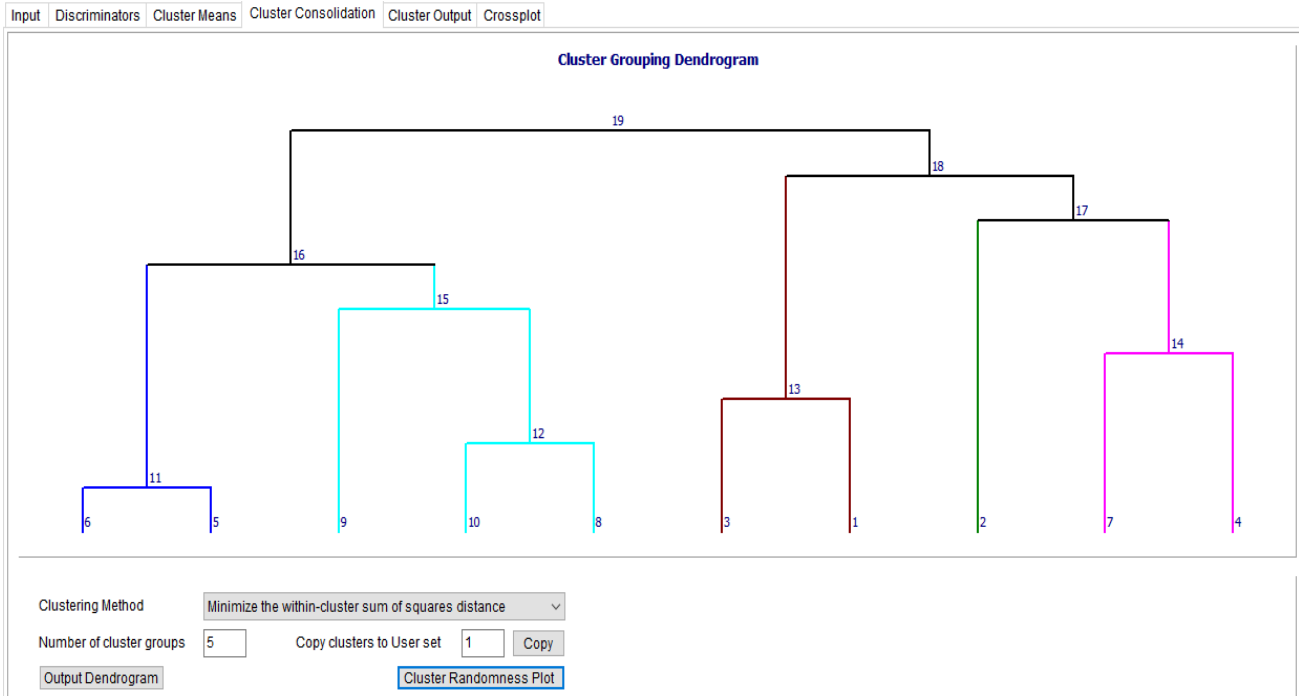 Input Discriminators Cluster Means Cluster Consolidation Cluster Output Crossplot
Cluster Grouping Dendrogram
19
18
17
16
15
14
13
12
11
6 5 9 10 8 3 1 2 7 4
Clustering Method Minimize the within-cluster sum of squares distance
Number of cluster groups 5 Copy clusters to User set 1 Copy
Output Dendrogram Cluster Randomness Plot